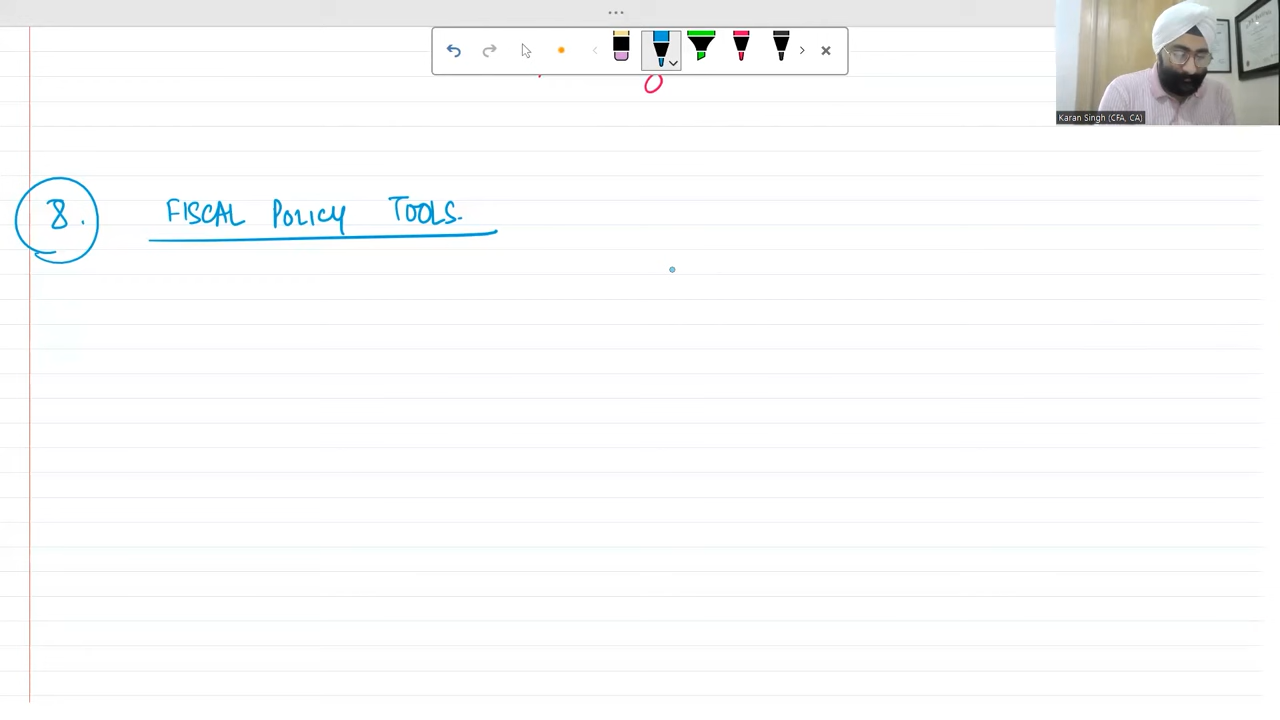 Karan Singh (CFA, CA)
8. FISCAL POLICY TOOLS.